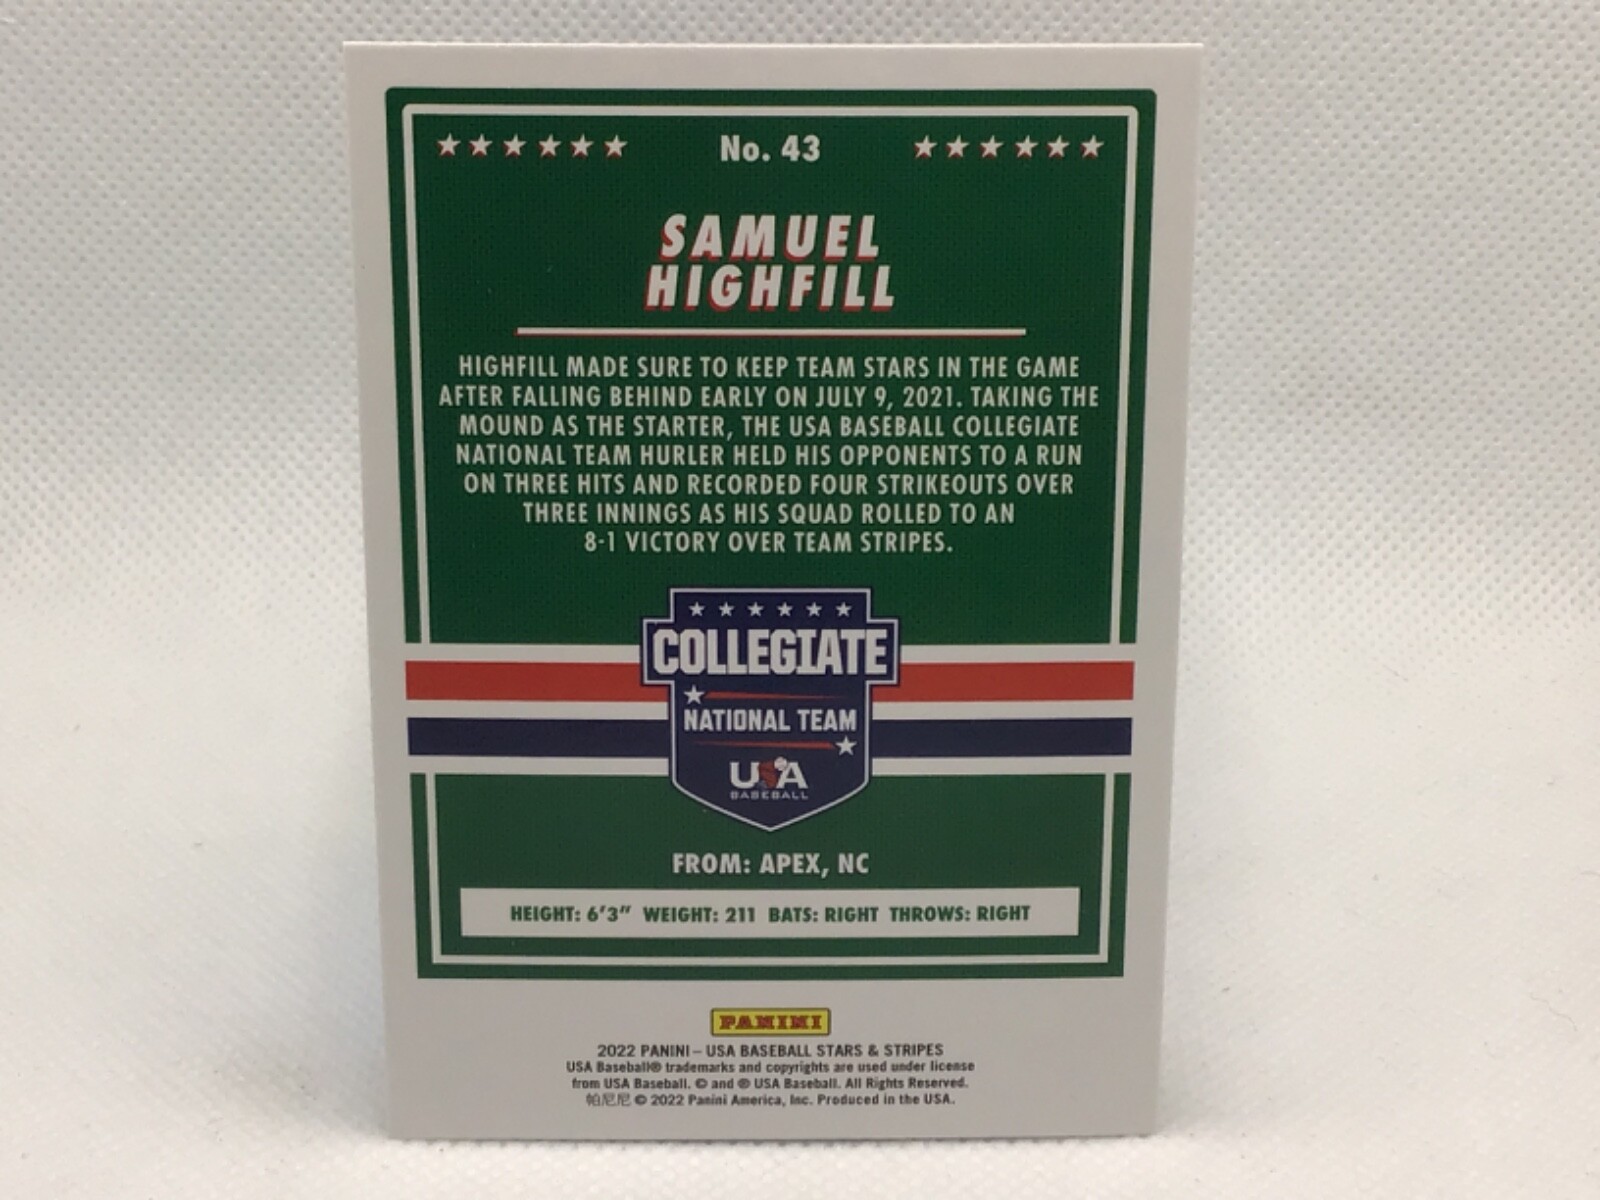 No. 43
SAMUEL
HIGHFILL
HIGHFILL MADE SURE TO KEEP TEAM STARS IN THE GAME
AFTER FALLING BEHIND EARLY ON JULY 9, 2021. TAKING THE
MOUND AS THE STARTER, THE USA BASEBALL COLLEGIATE
NATIONAL TEAM HURLER HELD HIS OPPONENTS TO A RUN
ON THREE HITS AND RECORDED FOUR STRIKEOUTS OVER
THREE INNINGS AS HIS SQUAD ROLLED TO AN
8-1 VICTORY OVER TEAM STRIPES.
COLLEGIATE
NATIONAL TEAM
USA
BASEBALL
FROM: APEX, NC
HEIGHT: 6'3" WEIGHT: 211 BATS: RIGHT THROWS: RIGHT
PANINI
2022 PANINI – USA BASEBALL STARS & STRIPES
USA Baseball® trademarks and copyrights are used under license
from USA Baseball. © and ® USA Baseball. All Rights Reserved.
帕尼尼 © 2022 Panini America, Inc. Produced in the USA.